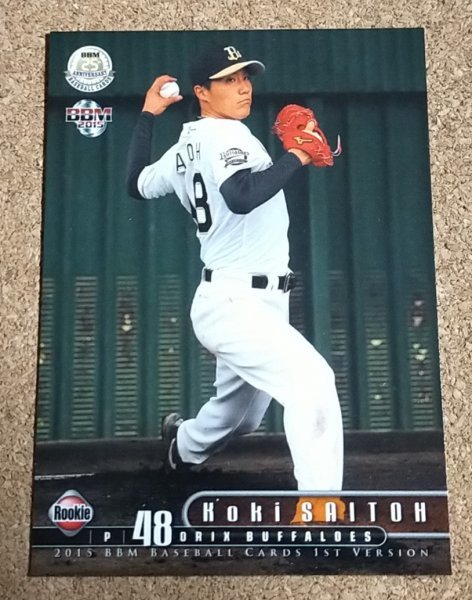 BBM
25
ANNIVERSARY
BASEBALL CARDS
BBM
2015
B
AOH
48
Rookie
Koki SAITOH
P 48 ORIX BUFFALOES
2015 BBM BASEBALL CARDS 1ST VERSION